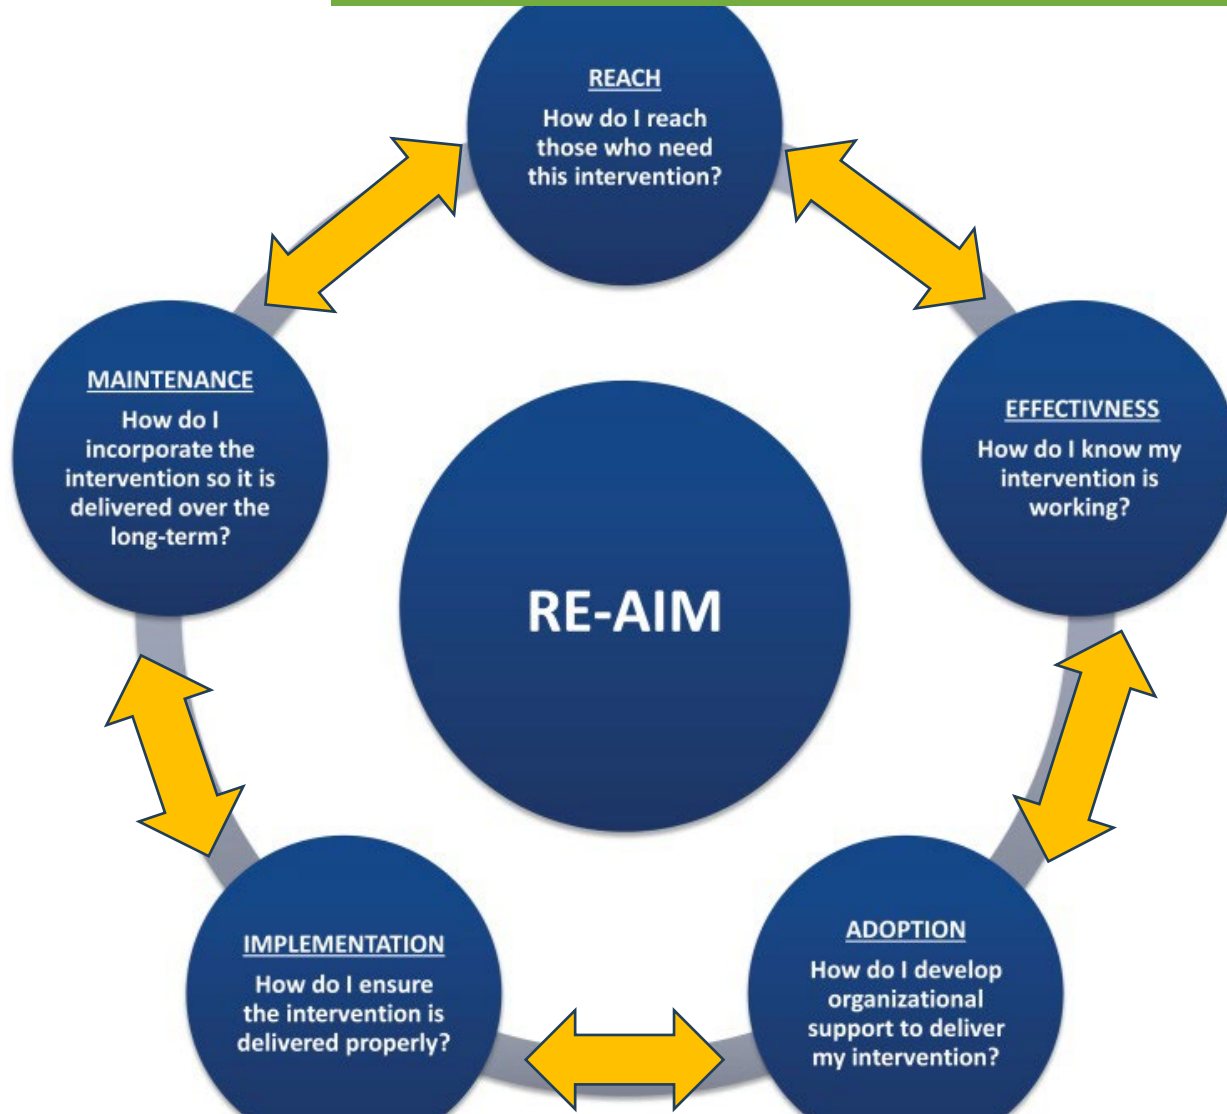 REACH
How do I reach
those who need
this intervention?
EFFECTIVNESS
How do I know my
intervention is
working?
ADOPTION
How do I develop
organizational
support to deliver
my intervention?
IMPLEMENTATION
How do I ensure
the intervention is
delivered properly?
MAINTENANCE
How do I
incorporate the
intervention so it is
delivered over the
long-term?
RE-AIM